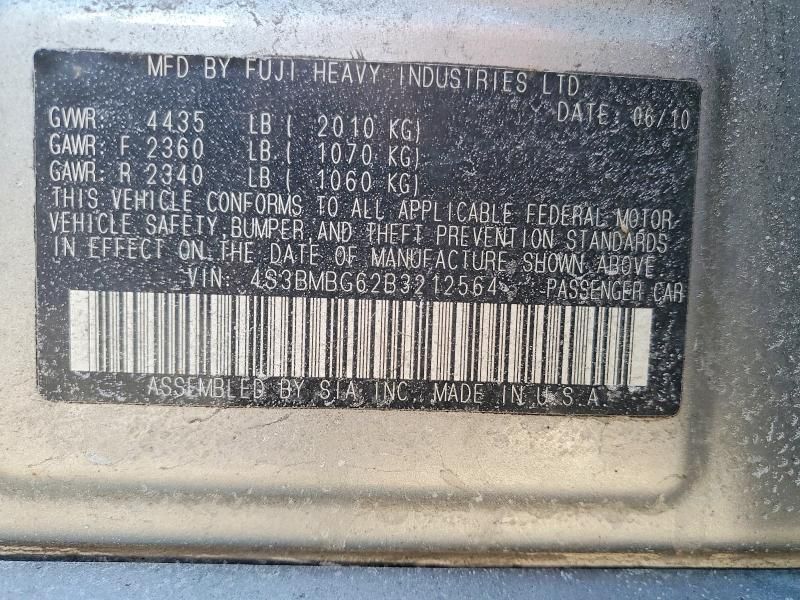 MFD BY FUJI HEAVY INDUSTRIES LTD.
DATE: 06/10
GVWR: 4435 LB ( 2010 KG)
GAWR: F 2360 LB ( 1070 KG)
GAWR: R 2340 LB ( 1060 KG)
THIS VEHICLE CONFORMS TO ALL APPLICABLE FEDERAL MOTOR
VEHICLE SAFETY, BUMPER, AND THEFT PREVENTION STANDARDS
IN EFFECT ON THE DATE OF MANUFACTURE SHOWN ABOVE.
VIN: 4S3BMBG62B3212564 PASSENGER CAR
ASSEMBLED BY SIA INC. MADE IN U.S.A.